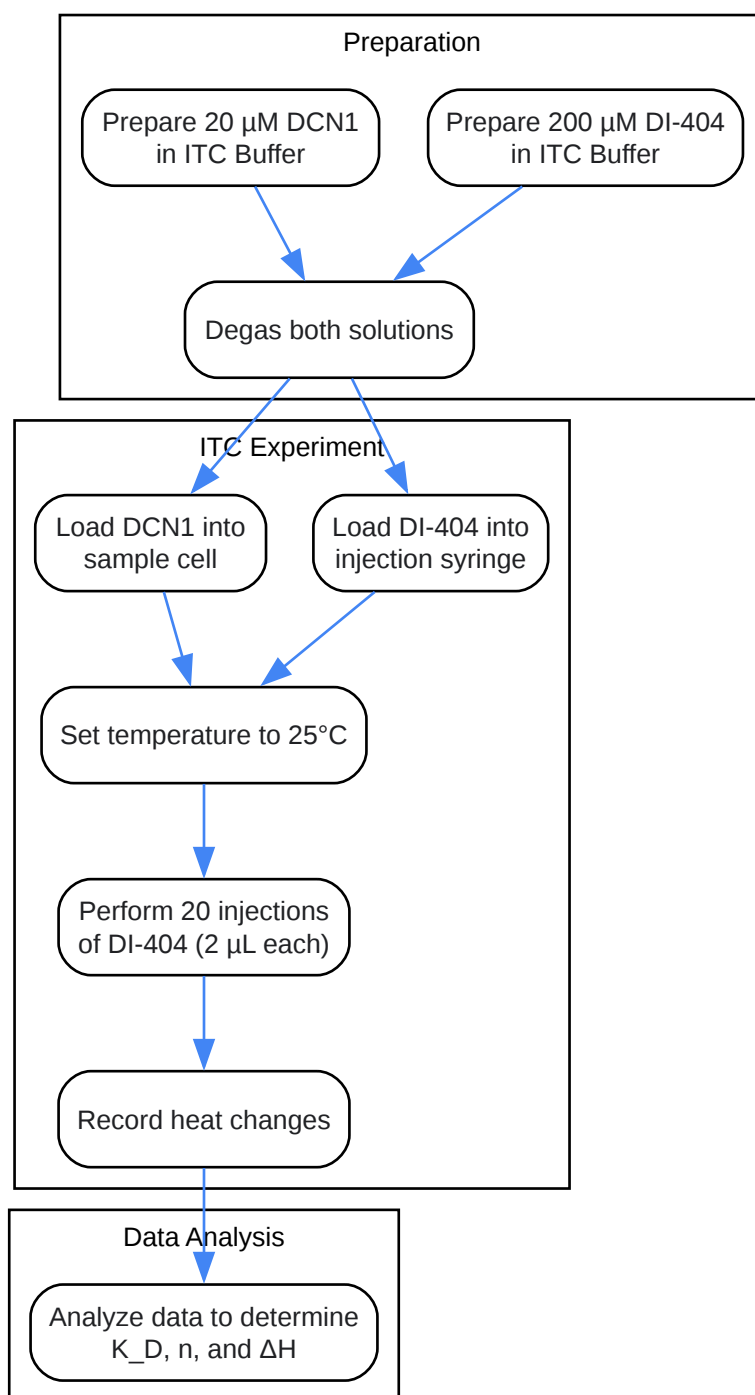 Preparation
Prepare 20 µM DCN1
in ITC Buffer
Prepare 200 µM DI-404
in ITC Buffer
Degas both solutions
ITC Experiment
Load DCN1 into
sample cell
Load DI-404 into
injection syringe
Set temperature to 25°C
Perform 20 injections
of DI-404 (2 µL each)
Record heat changes
Data Analysis
Analyze data to determine
K_D, n, and ΔH